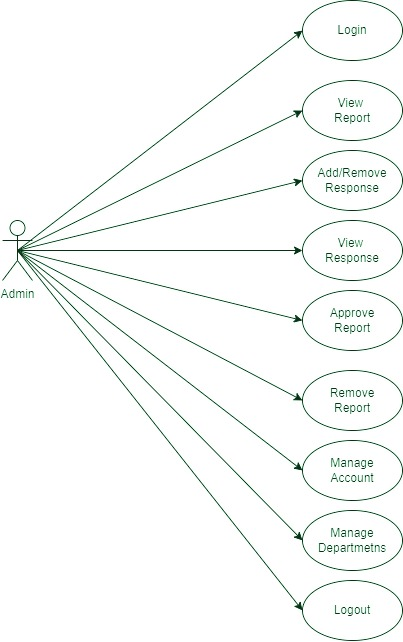 Login
View
Report
Add/Remove
Response
View
Response
Admin
Approve
Report
Remove
Report
Manage
Account
Manage
Departmetns
Logout